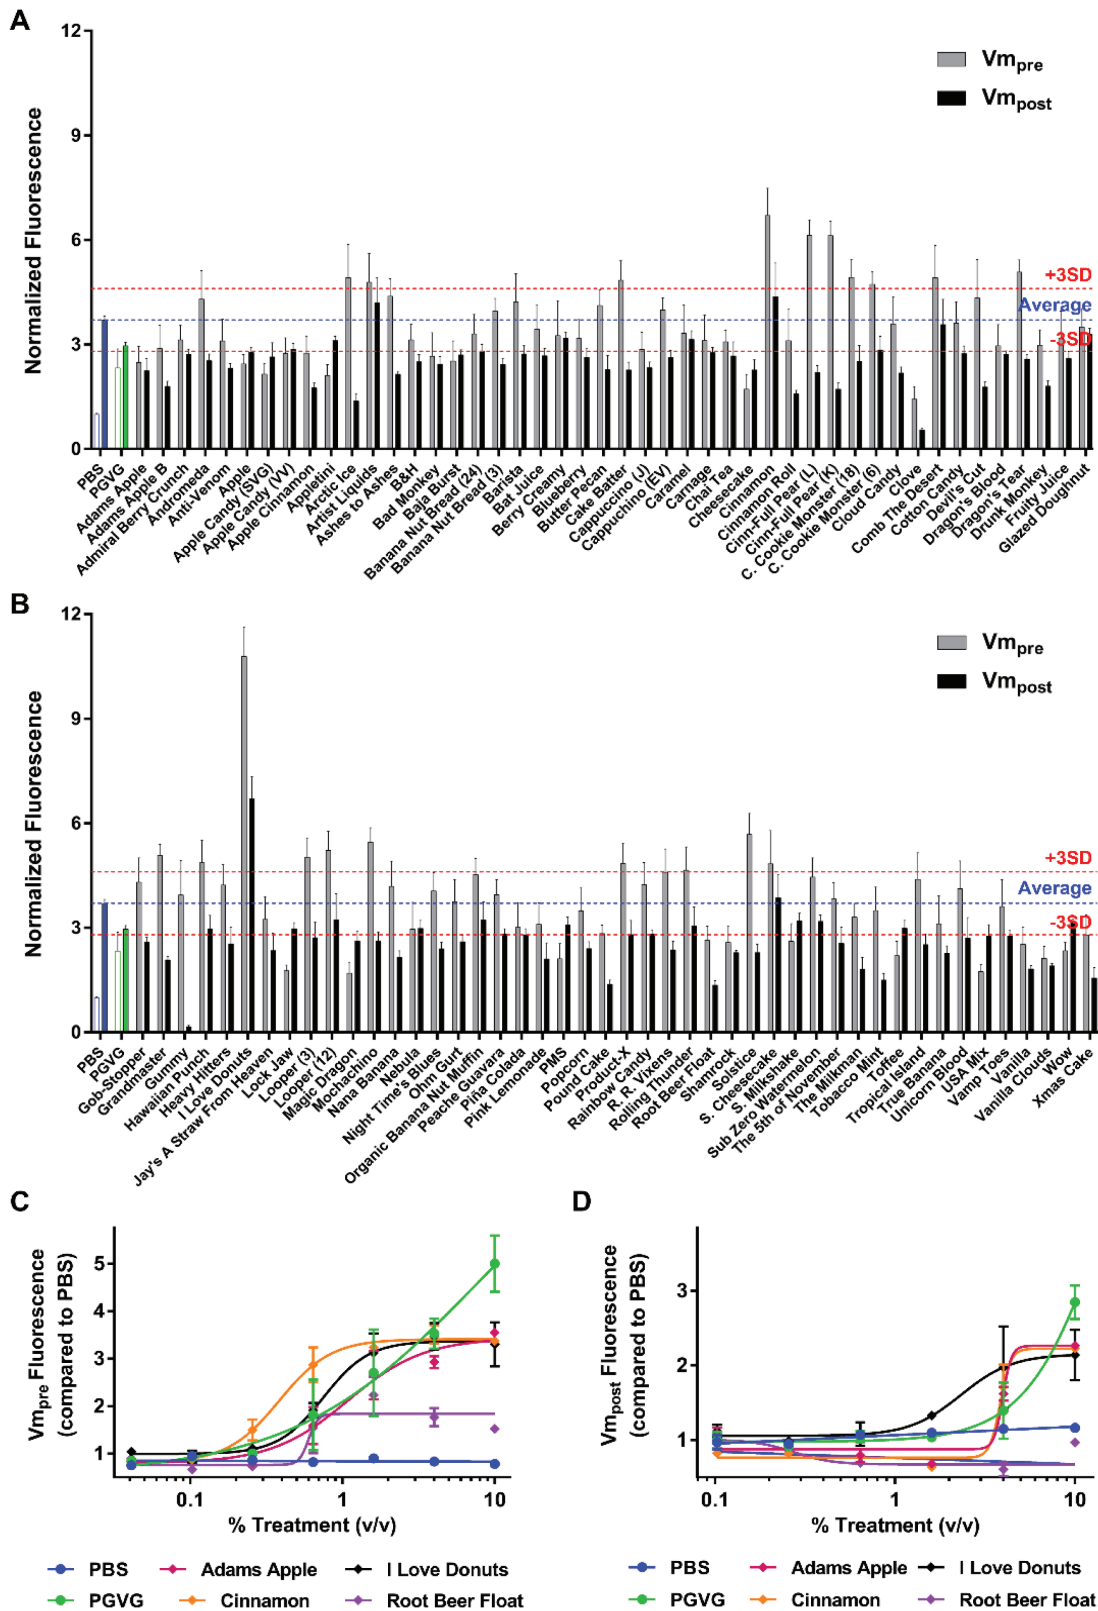 A
12
9
6
3
0
Normalized Fluorescence
Vmpre
Vmpost
+3SD
Average
-3SD
PBS
PGVG
Adams Apple
Adams Apple B
Admiral Berry Crunch
Andromeda
Anti-Venom
Apple
Apple Candy (SVG)
Apple Candy (VV)
Apple Cinnamon
Appletini
Arctic Ice
Artist Liquids
Ashes to Ashes
B&H
Bad Monkey
Baja Burst
Banana Nut Bread (24)
Banana Nut Bread (3)
Barista
Bat Juice
Berry Creamy
Blueberry
Butter Pecan
Cake Batter
Cappuccino (J)
Cappuchino (EV)
Caramel
Carnage
Chai Tea
Cheesecake
Cinnamon
Cinnamon Roll
Cinn-Full Pear (L)
Cinn-Full Pear (K)
C. Cookie Monster (18)
C. Cookie Monster (6)
Cloud Candy
Clove
Comb The Desert
Cotton Candy
Devil's Cut
Dragon's Blood
Dragon's Tear
Drunk Monkey
Fruity Juice
Glazed Doughnut
B
12
9
6
3
0
Normalized Fluorescence
Vmpre
Vmpost
+3SD
Average
-3SD
PBS
PGVG
Gob-Stopper
Grandmaster
Gummy
Hawaiian Punch
Heavy Hitters
I Love Donuts
Jay's A Straw From Heaven
Lock Jaw
Looper (3)
Looper (12)
Magic Dragon
Mochachino
Nana Banana
Nebula
Night Time's Blues
Ohm Gurt
Organic Banana Nut Muffin
Peache Guavara
Piña Colada
Pink Lemonade
PMS
Popcorn
Pound Cake
Product-X
Rainbow Candy
R. R. Vixens
Rolling Thunder
Root Beer Float
Shamrock
Solstice
S. Cheesecake
S. Milkshake
Sub Zero Watermelon
The 5th of November
The Milkman
Tobacco Mint
Toffee
Tropical Island
True Banana
Unicorn Blood
USA Mix
Vamp Toes
Vanilla
Vanilla Clouds
Wow
Xmas Cake
C
Vmpre Fluorescence
(compared to PBS)
5
4
3
2
1
0.1 1 10
% Treatment (v/v)
PBS Adams Apple I Love Donuts
PGVG Cinnamon Root Beer Float
D
Vmpost Fluorescence
(compared to PBS)
3
2
1
0.1 1 10
% Treatment (v/v)
PBS Adams Apple I Love Donuts
PGVG Cinnamon Root Beer Float